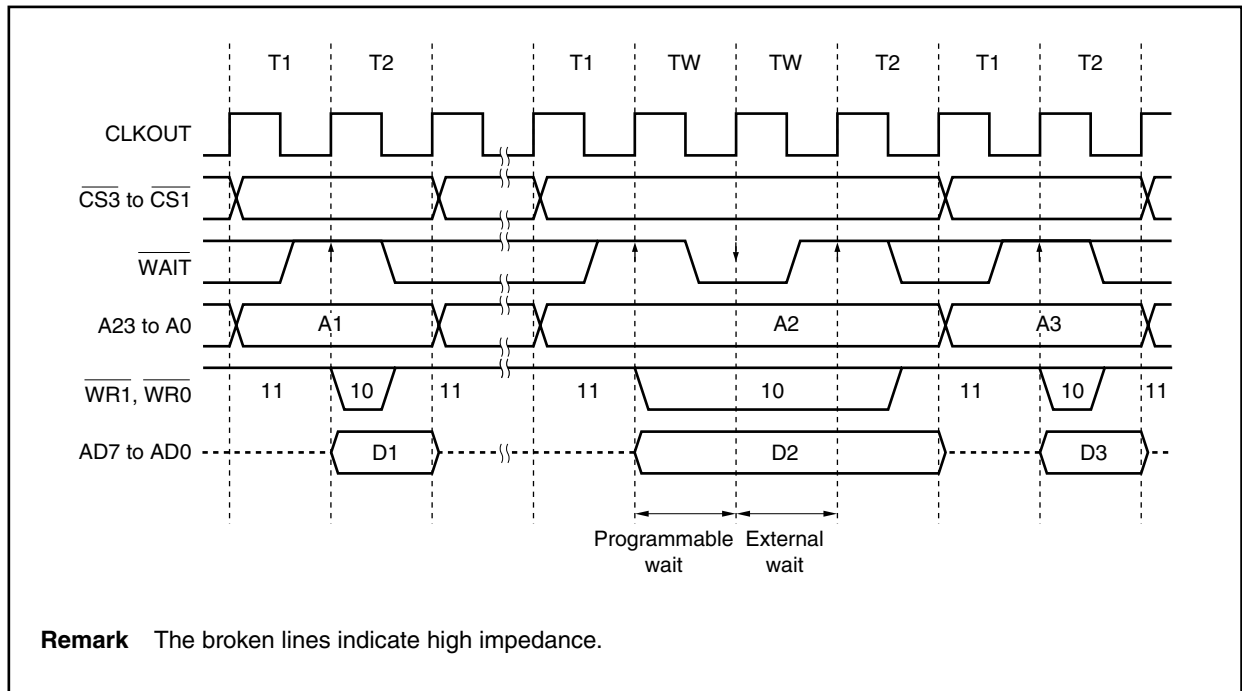 T1 T2 T1 TW TW T2 T1 T2
CLKOUT
CS3 to CS1
WAIT
A23 to A0 A1 A2 A3
WR1, WR0 11 10 11 11 10 11 10 11
AD7 to AD0 D1 D2 D3
Programmable wait
External wait
Remark The broken lines indicate high impedance.